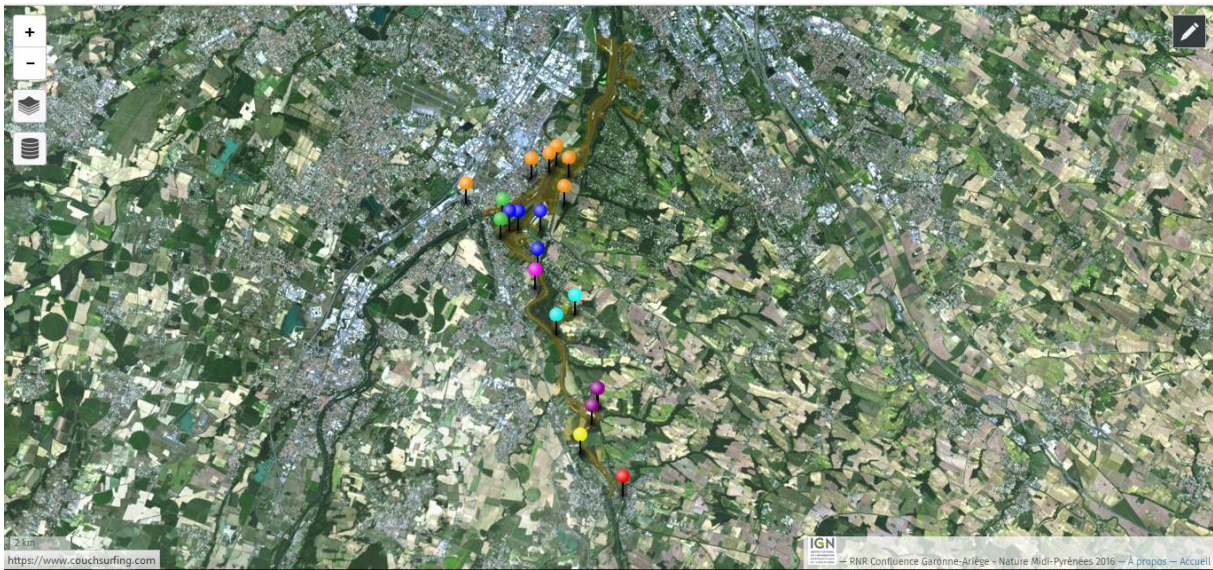 +
−
2 km
https://www.couchsurfing.com
IGN
— RNR Confluence Garonne-Ariège - Nature Midi-Pyrénées 2016 — À propos — Accueil